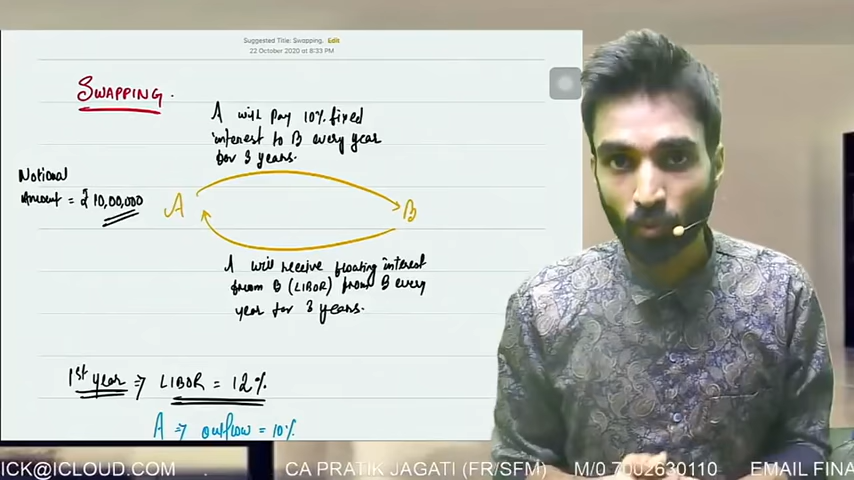 Suggested Title: Swapping. Edit
22 October 2020 at 8:33 PM
SWAPPING.
A will pay 10% fixed
interest to B every year
for 3 years.
Notional
Amount = ₹ 10,00,000
A
B
A will receive floating interest
from B (LIBOR) from B every
year for 3 years.
1st year ⇒ LIBOR = 12%
A ⇒ outflow = 10%
ICK@ICLOUD.COM CA PRATIK JAGATI (FR/SFM) M/0 7002630110 EMAIL FINA